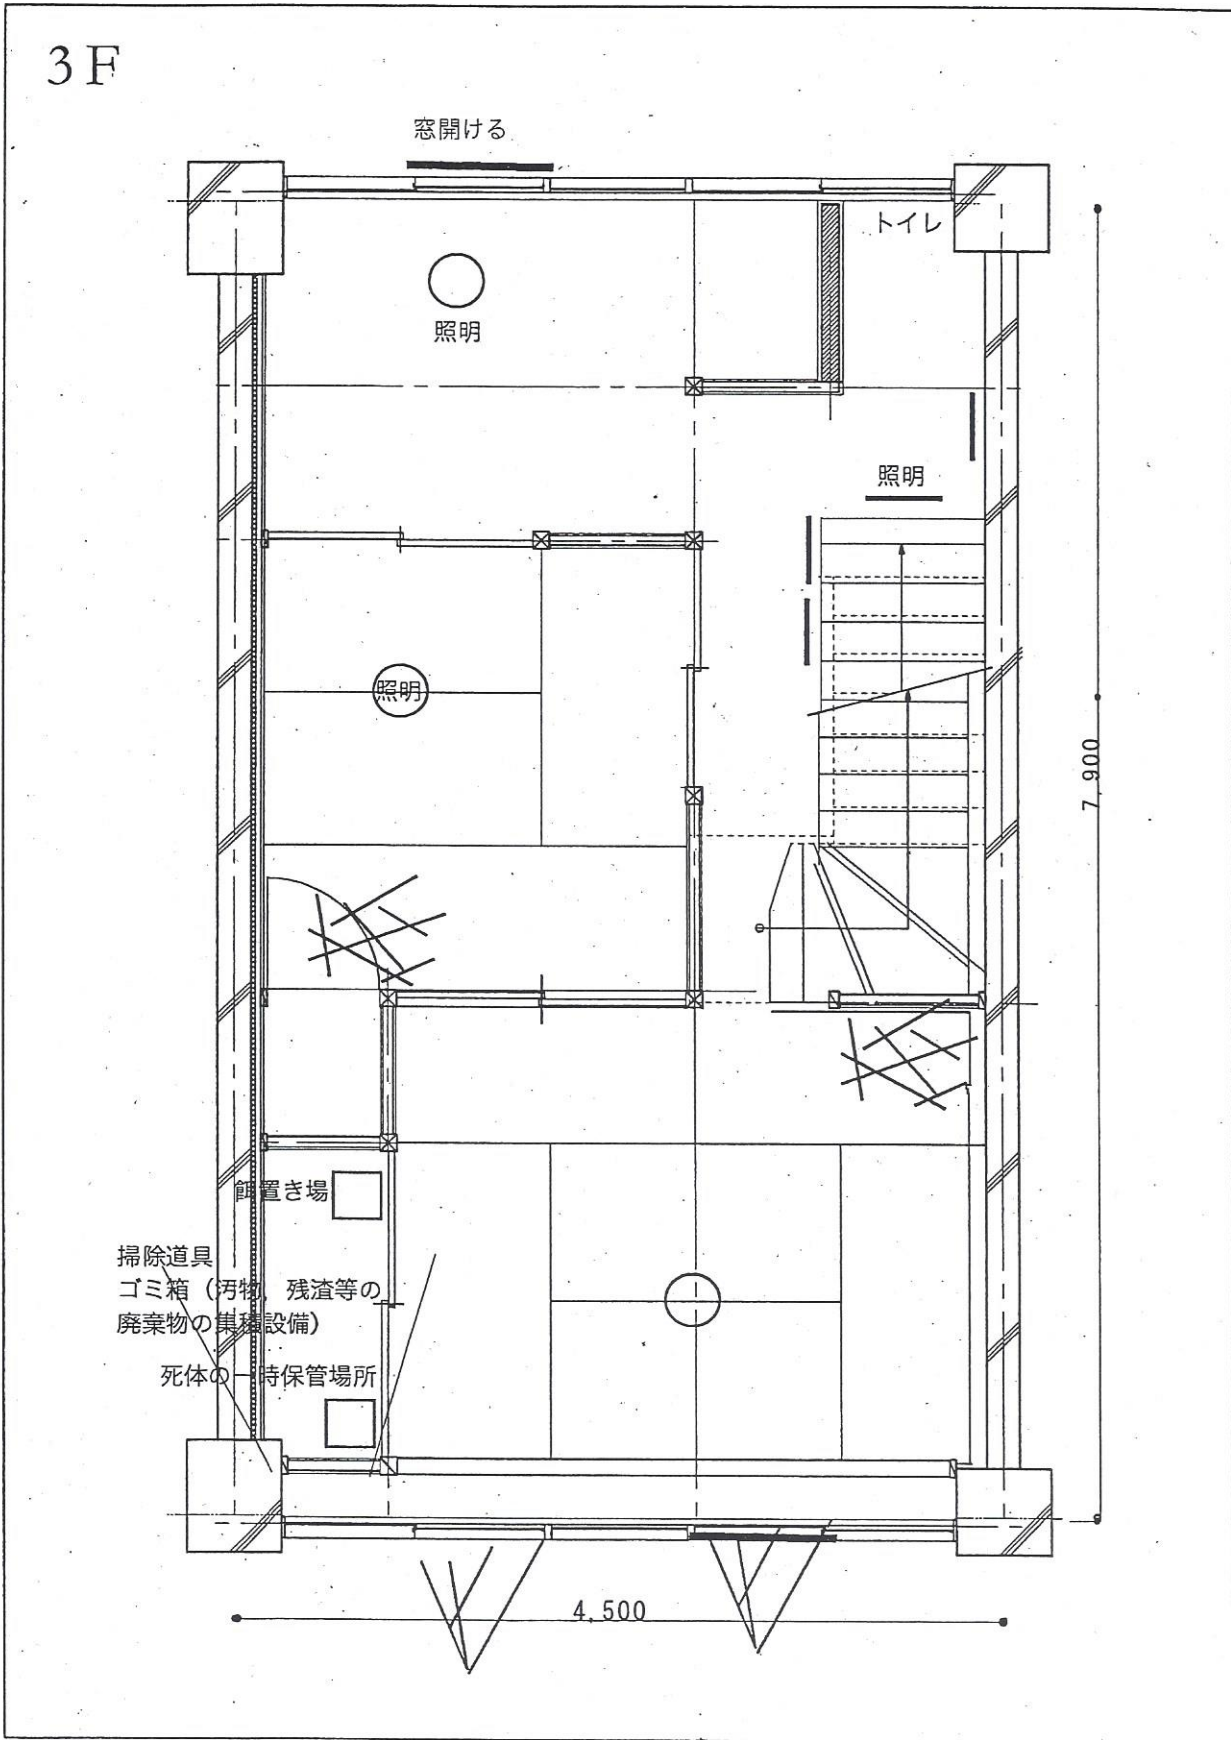 3F
窓開ける
トイレ
照明
照明
照明
7,900
餌置き場
掃除道具
ゴミ箱（汚物、残渣等の
廃棄物の集積設備）
死体の一時保管場所
4,500